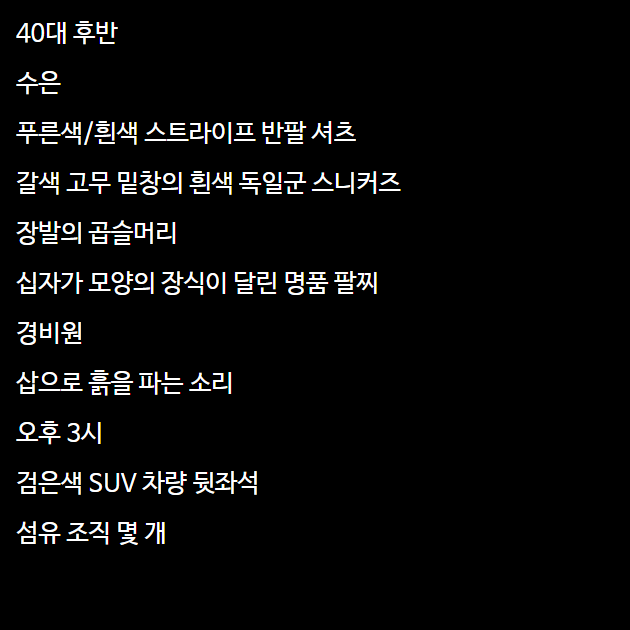 40대 후반
수은
푸른색/흰색 스트라이프 반팔 셔츠
갈색 고무 밑창의 흰색 독일군 스니커즈
장발의 곱슬머리
십자가 모양의 장식이 달린 명품 팔찌
경비원
삽으로 흙을 파는 소리
오후 3시
검은색 SUV 차량 뒷좌석
섬유 조직 몇 개